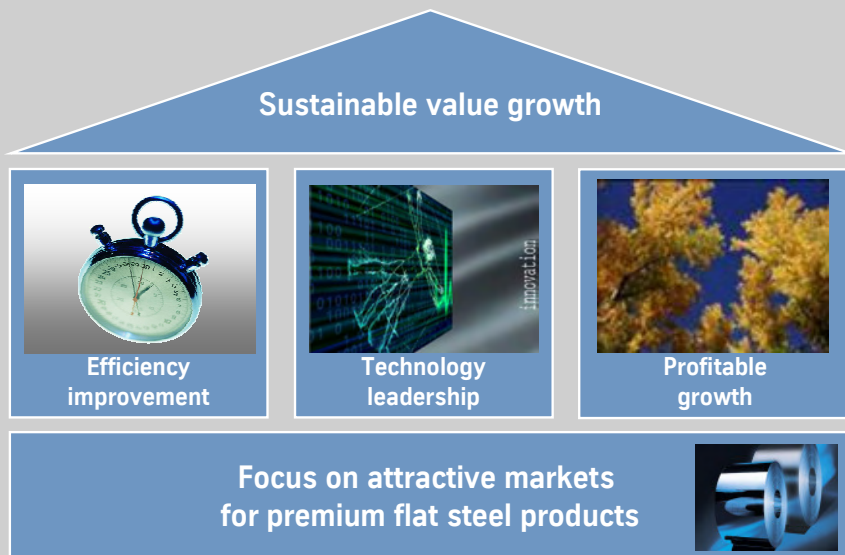 Sustainable value growth
innovation
Efficiency
improvement
Technology
leadership
Profitable
growth
Focus on attractive markets
for premium flat steel products